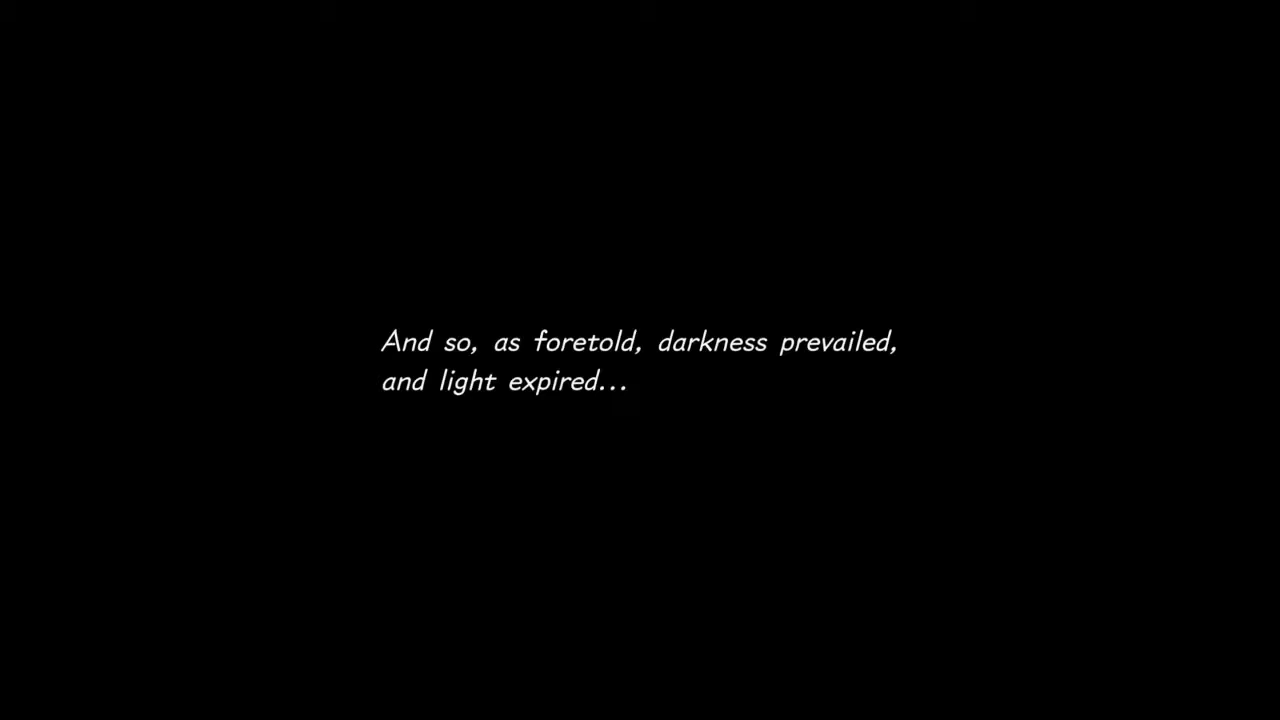 And so, as foretold, darkness prevailed,
and light expired...